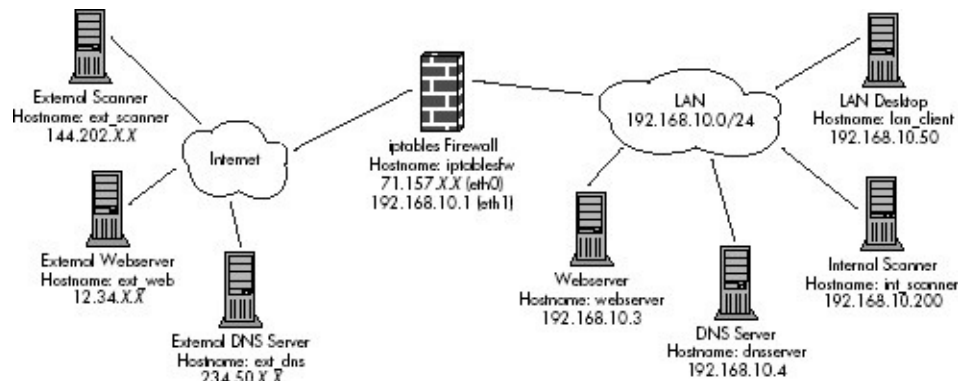 External Scanner
Hostname: ext_scanner
144.202.X.X
Internet
External Webserver
Hostname: ext_web
12.34.X.X
External DNS Server
Hostname: ext_dns
234.50.X.X
iptables Firewall
Hostname: iptablesfw
71.157.X.X (eth0)
192.168.10.1 (eth1)
LAN
192.168.10.0/24
LAN Desktop
Hostname: lan_client
192.168.10.50
Webserver
Hostname: webserver
192.168.10.3
DNS Server
Hostname: dnsserver
192.168.10.4
Internal Scanner
Hostname: int_scanner
192.168.10.200